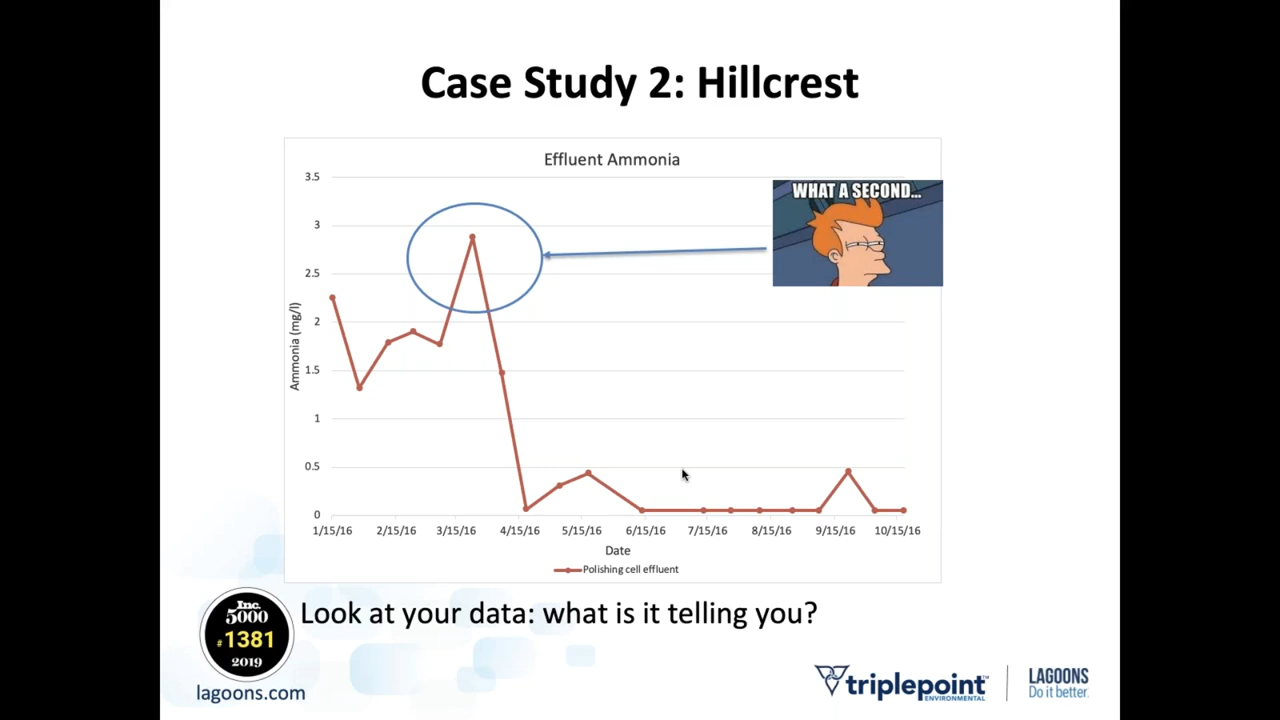 Case Study 2: Hillcrest
Effluent Ammonia
WHAT A SECOND...
3.5
3
2.5
2
1.5
1
0.5
0
Ammonia (mg/l)
1/15/16 2/15/16 3/15/16 4/15/16 5/15/16 6/15/16 7/15/16 8/15/16 9/15/16 10/15/16
Date
Polishing cell effluent
Look at your data: what is it telling you?
Inc.
5000
#1381
2019
lagoons.com
triplepoint™
ENVIRONMENTAL
LAGOONS
Do it better.